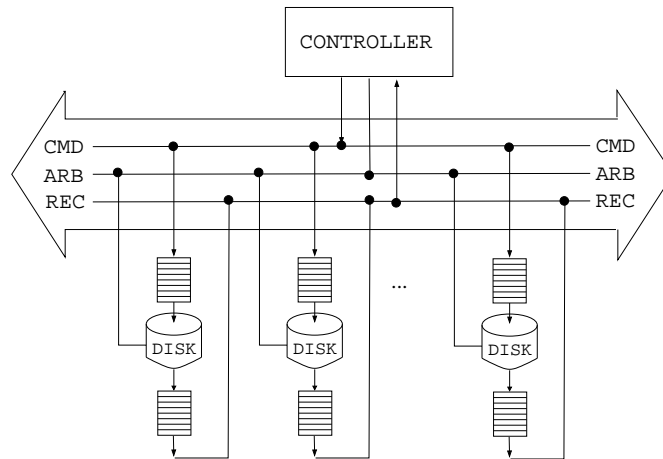 CONTROLLER
CMD CMD
ARB ARB
REC REC
...
DISK DISK DISK